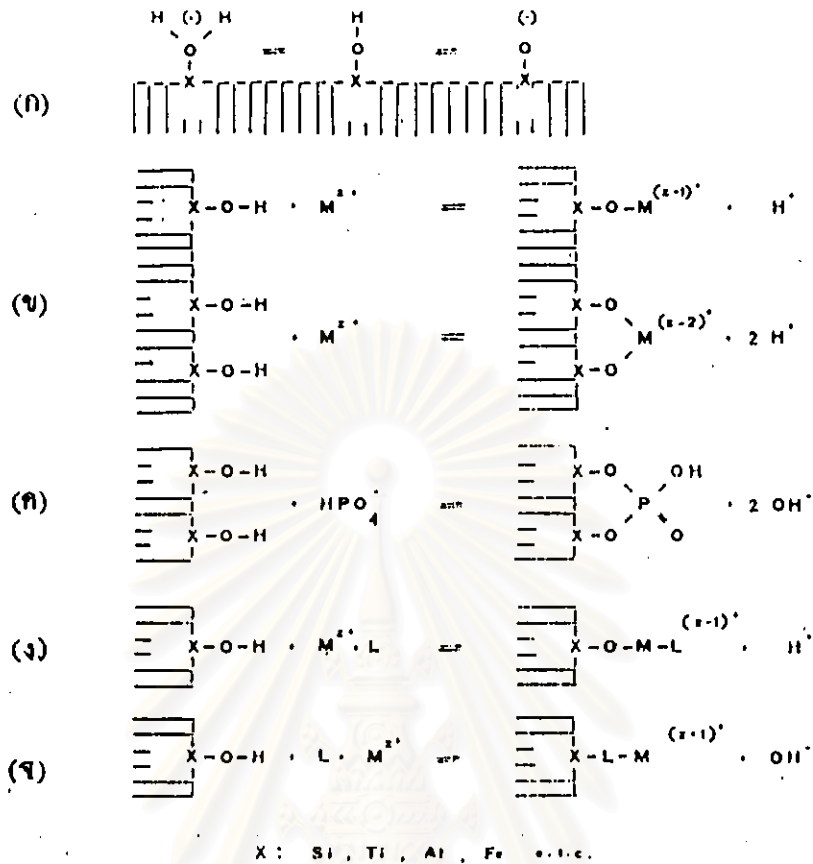 H (+) H H (-)
O = O = O
(ก) X X X
X-O-H + M^z+ = X-O-M^(z-1)+ + H^+
(ข) X-O-H X-O
+ M^z+ = M^(z-2)+ + 2 H^+
X-O-H X-O
(ค) X-O-H X-O OH
+ HPO4 = P + 2 OH
X-O-H X-O O
(ง) X-O-H + M^z+ + L = X-O-M-L^(z-1)+ + H^+
(จ) X-O-H + L + M^z+ = X-L-M^(z+1)+ + OH
X : Si , Ti , Al , Fe e.t.c.